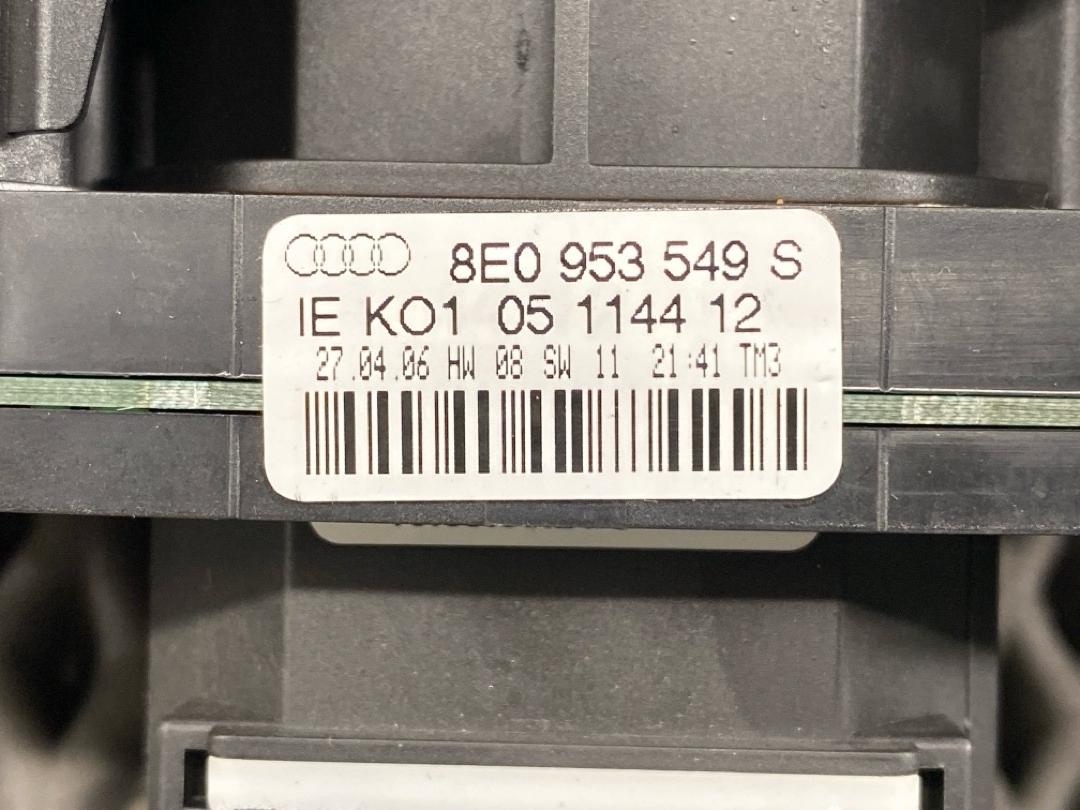 8E0 953 549 S
IE KO1 05 1144 12
27.04.06 HW 08 SW 11 21:41 TM3